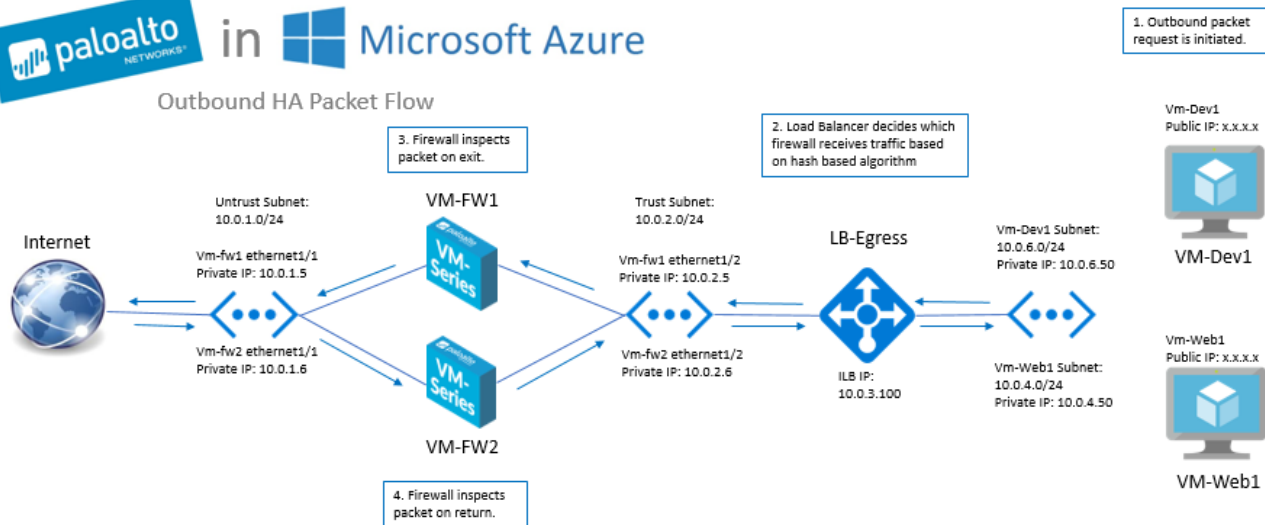 paloalto
NETWORKS®
in
Microsoft Azure
Outbound HA Packet Flow
1. Outbound packet
request is initiated.
3. Firewall inspects
packet on exit.
2. Load Balancer decides which
firewall receives traffic based
on hash based algorithm
Vm-Dev1
Public IP: x.x.x.x
VM-Dev1
Untrust Subnet:
10.0.1.0/24
VM-FW1
Trust Subnet:
10.0.2.0/24
LB-Egress
Vm-Dev1 Subnet:
10.0.6.0/24
Private IP: 10.0.6.50
Internet
Vm-fw1 ethernet1/1
Private IP: 10.0.1.5
paloalto
VM-
Series
Vm-fw1 ethernet1/2
Private IP: 10.0.2.5
Vm-fw2 ethernet1/1
Private IP: 10.0.1.6
paloalto
VM-
Series
Vm-fw2 ethernet1/2
Private IP: 10.0.2.6
ILB IP:
10.0.3.100
Vm-Web1 Subnet:
10.0.4.0/24
Private IP: 10.0.4.50
Vm-Web1
Public IP: x.x.x.x
VM-Web1
VM-FW2
4. Firewall inspects
packet on return.